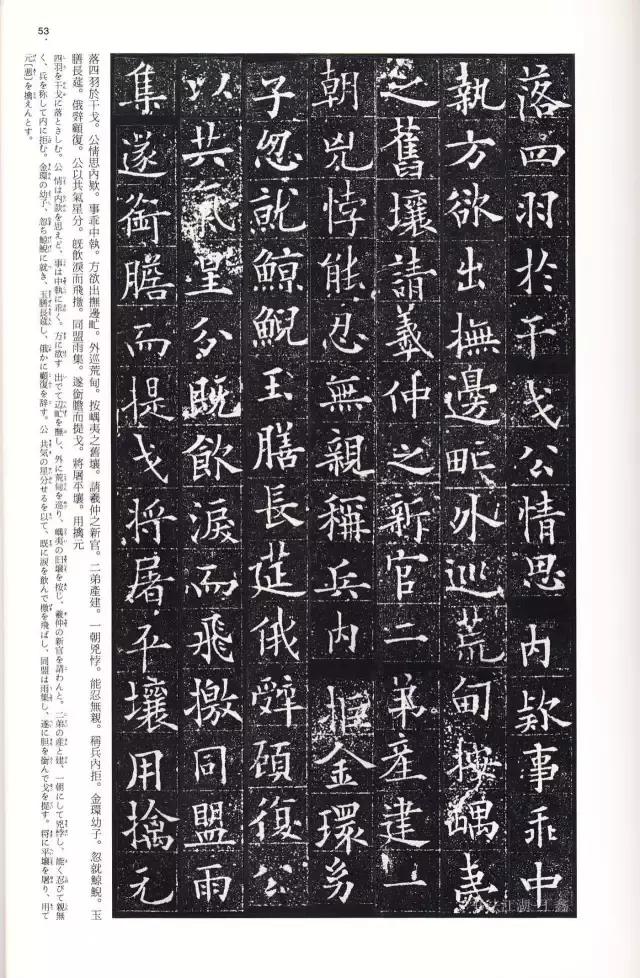 53
落四羽於干戈公情思内欵事乖中
執方欲出撫邊甿外巡荒甸按嵎夷
之舊壤請羲仲之新官二弟産建一
朝兇悖能忍無親稱兵内拒金環幼
子忽就鯨鯢玉膳長莚俄辤顧復公
以共氣星分既飲淚而飛檄同盟雨
集遂銜膽而提戈將屠平壤用擒元
落四羽於干戈。公情思內欵。事乖中執。方欲出撫邊甿。外巡荒甸。按嵎夷之舊壤。請羲仲之新官。二弟產建。一朝兇悖。能忍無親。稱兵內拒。金環幼子。忽就鯨鯢。玉
膳長莚。俄辤顧復。公以共氣星分。既飲淚而飛檄。同盟雨集。遂銜膽而提戈。將屠平壤。用擒元
四羽を干戈に落とさしむ。公 情は内款を思えど、事は中執に乖く。方に欲す 出でて辺甿を撫し、外に荒甸を巡り、嵎夷の旧壌を按じ、羲仲の新官を請わんと。二弟の産と建、一朝にして兇悖し、能く忍びて親無
く、兵を称して内に拒む。金環の幼子、忽ち鯨鯢に就き、玉膳長莚し、俄かに顧復を辞す。公 共気の星分せるを以て、既に涙を飲んで檄を飛ばし、同盟は雨集し、遂に胆を銜んで戈を提す。将に平壌を屠り、用て
元〔悪〕を擒えんとす。